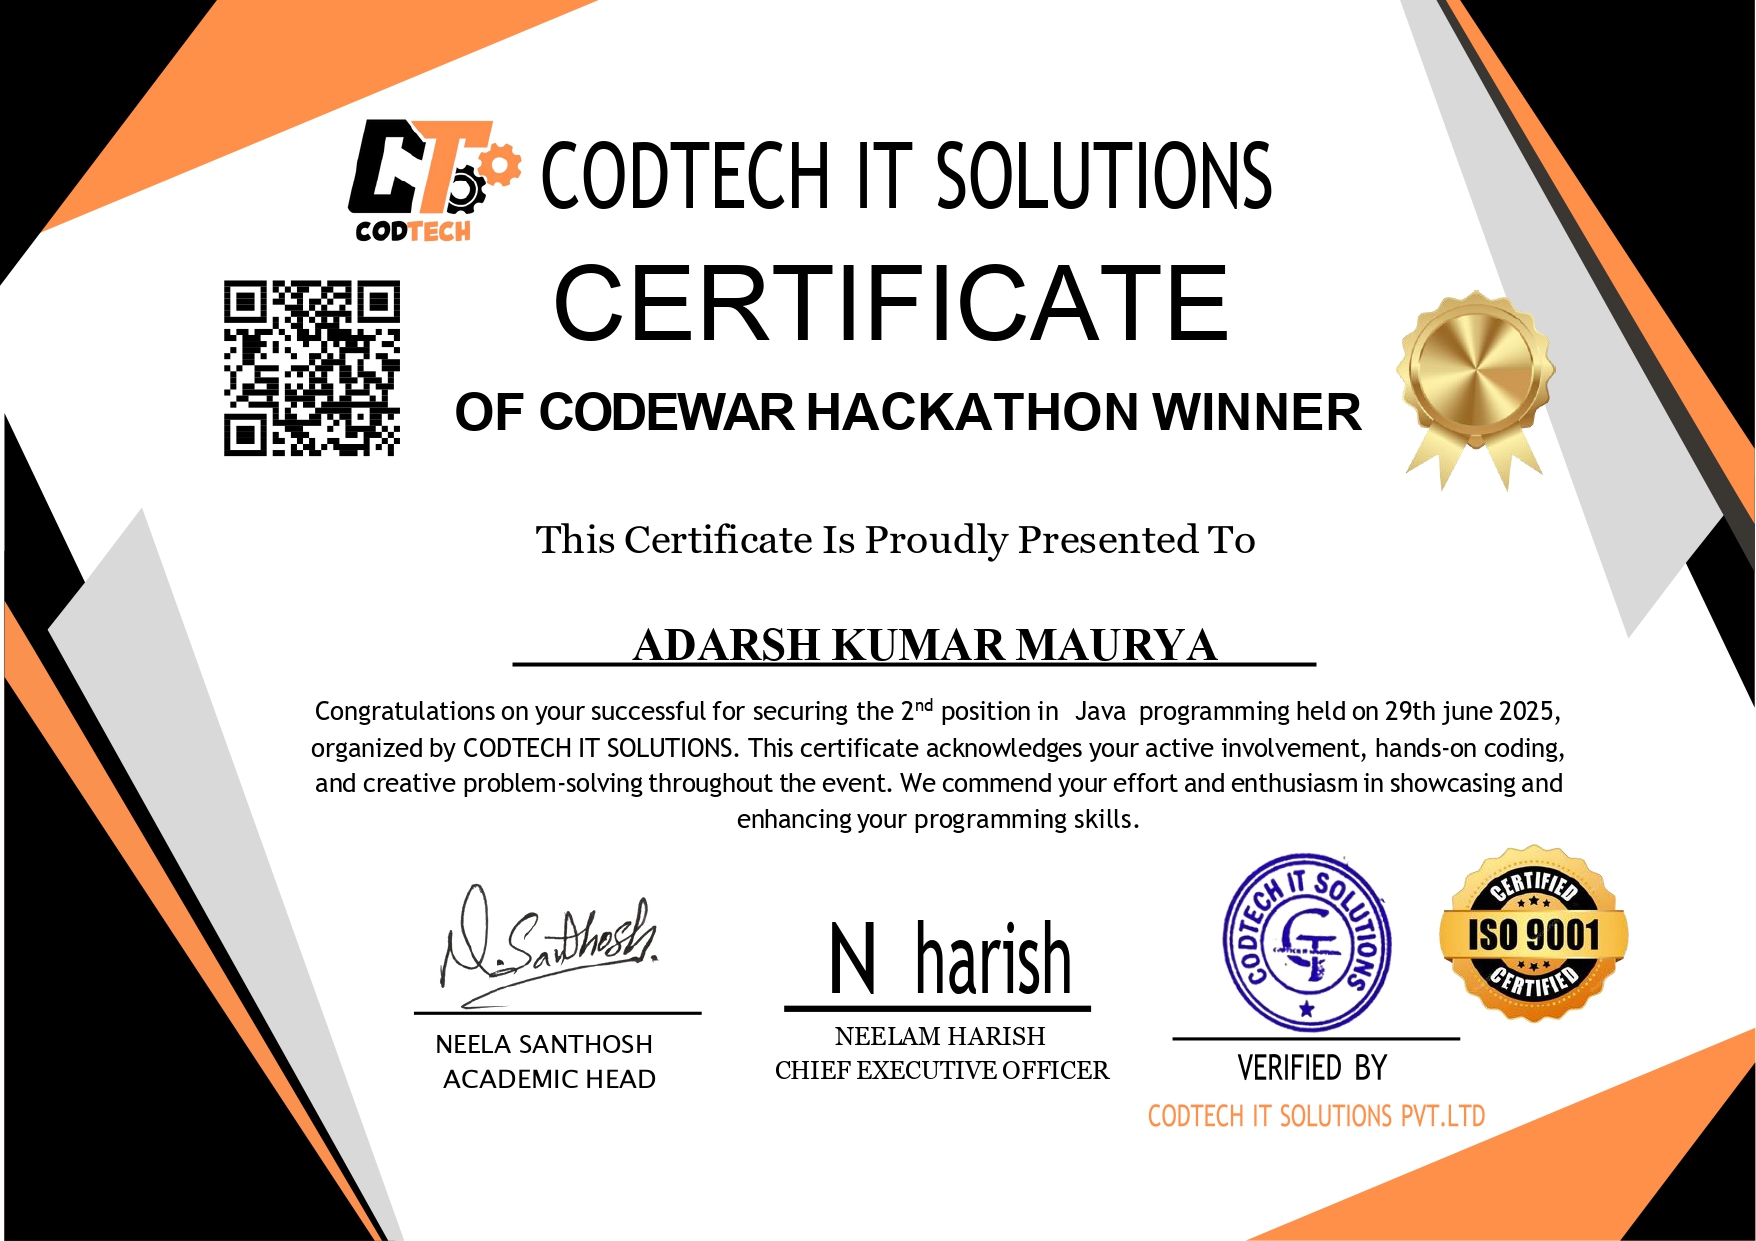 CT
CODTECH
CODTECH IT SOLUTIONS
CERTIFICATE
OF CODEWAR HACKATHON WINNER
This Certificate Is Proudly Presented To
ADARSH KUMAR MAURYA
Congratulations on your successful for securing the 2nd position in Java programming held on 29th june 2025,
organized by CODTECH IT SOLUTIONS. This certificate acknowledges your active involvement, hands-on coding,
and creative problem-solving throughout the event. We commend your effort and enthusiasm in showcasing and
enhancing your programming skills.
N. Santhosh.
NEELA SANTHOSH
ACADEMIC HEAD
N harish
NEELAM HARISH
CHIEF EXECUTIVE OFFICER
CODTECH IT SOLUTIONS
CT
VERIFIED BY
CODTECH IT SOLUTIONS PVT.LTD
CERTIFIED
ISO 9001
CERTIFIED